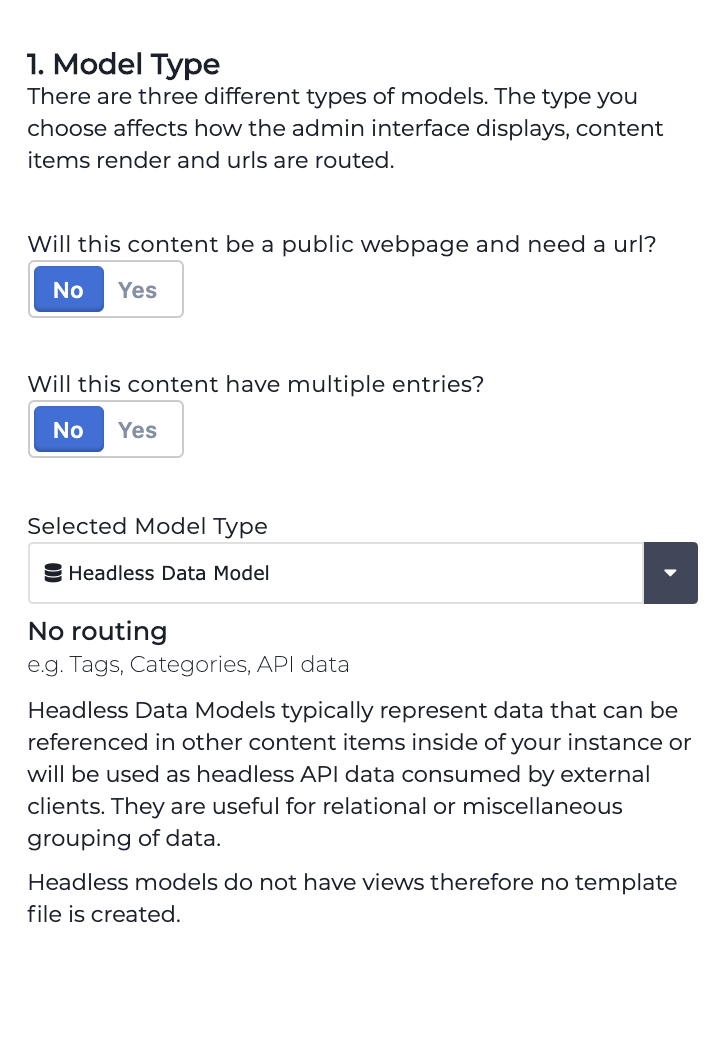 1. Model Type
There are three different types of models. The type you
choose affects how the admin interface displays, content
items render and urls are routed.
Will this content be a public webpage and need a url?
No Yes
Will this content have multiple entries?
No Yes
Selected Model Type
Headless Data Model
No routing
e.g. Tags, Categories, API data
Headless Data Models typically represent data that can be
referenced in other content items inside of your instance or
will be used as headless API data consumed by external
clients. They are useful for relational or miscellaneous
grouping of data.
Headless models do not have views therefore no template
file is created.